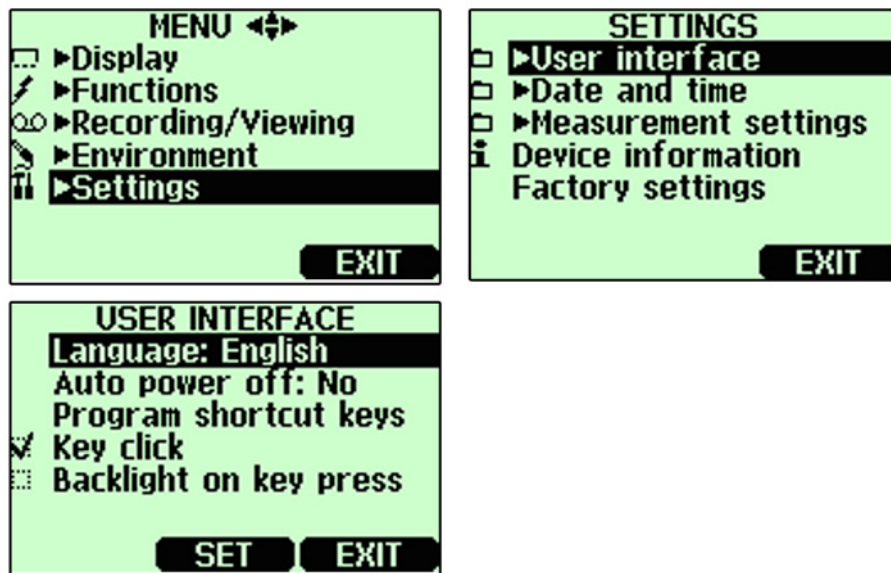 MENU
Display
Functions
Recording/Viewing
Environment
Settings
EXIT
SETTINGS
User interface
Date and time
Measurement settings
Device information
Factory settings
EXIT
USER INTERFACE
Language: English
Auto power off: No
Program shortcut keys
Key click
Backlight on key press
SET EXIT